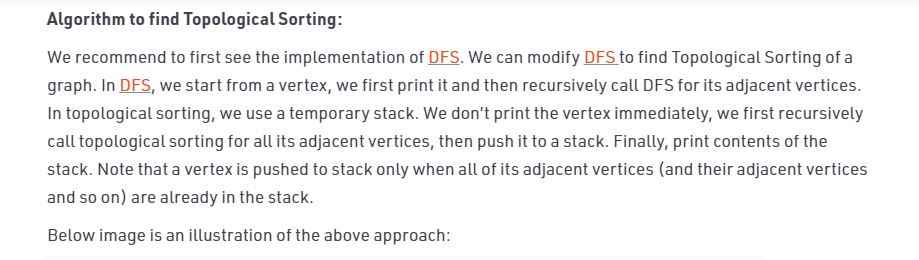 Algorithm to find Topological Sorting:
We recommend to first see the implementation of DFS. We can modify DFS to find Topological Sorting of a
graph. In DFS, we start from a vertex, we first print it and then recursively call DFS for its adjacent vertices.
In topological sorting, we use a temporary stack. We don’t print the vertex immediately, we first recursively
call topological sorting for all its adjacent vertices, then push it to a stack. Finally, print contents of the
stack. Note that a vertex is pushed to stack only when all of its adjacent vertices (and their adjacent vertices
and so on) are already in the stack.
Below image is an illustration of the above approach: